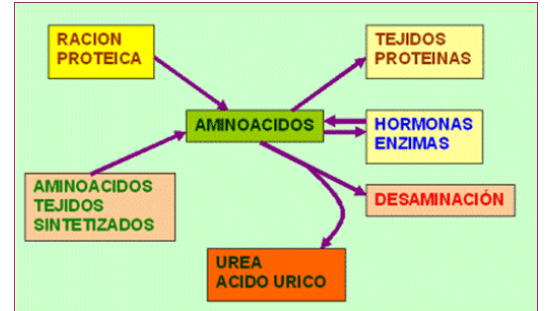 RACION
PROTEICA
TEJIDOS
PROTEINAS
AMINOACIDOS
HORMONAS
ENZIMAS
AMINOACIDOS
TEJIDOS
SINTETIZADOS
DESAMINACIÓN
UREA
ACIDO URICO